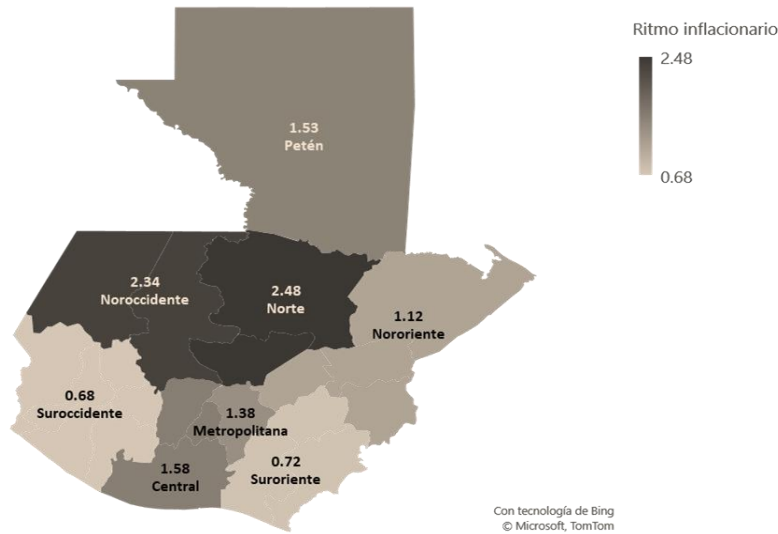 Ritmo inflacionario
2.48
0.68
1.53
Petén
2.34
Noroccidente
2.48
Norte
1.12
Nororiente
0.68
Suroccidente
1.38
Metropolitana
1.58
Central
0.72
Suroriente
Con tecnología de Bing
© Microsoft, TomTom